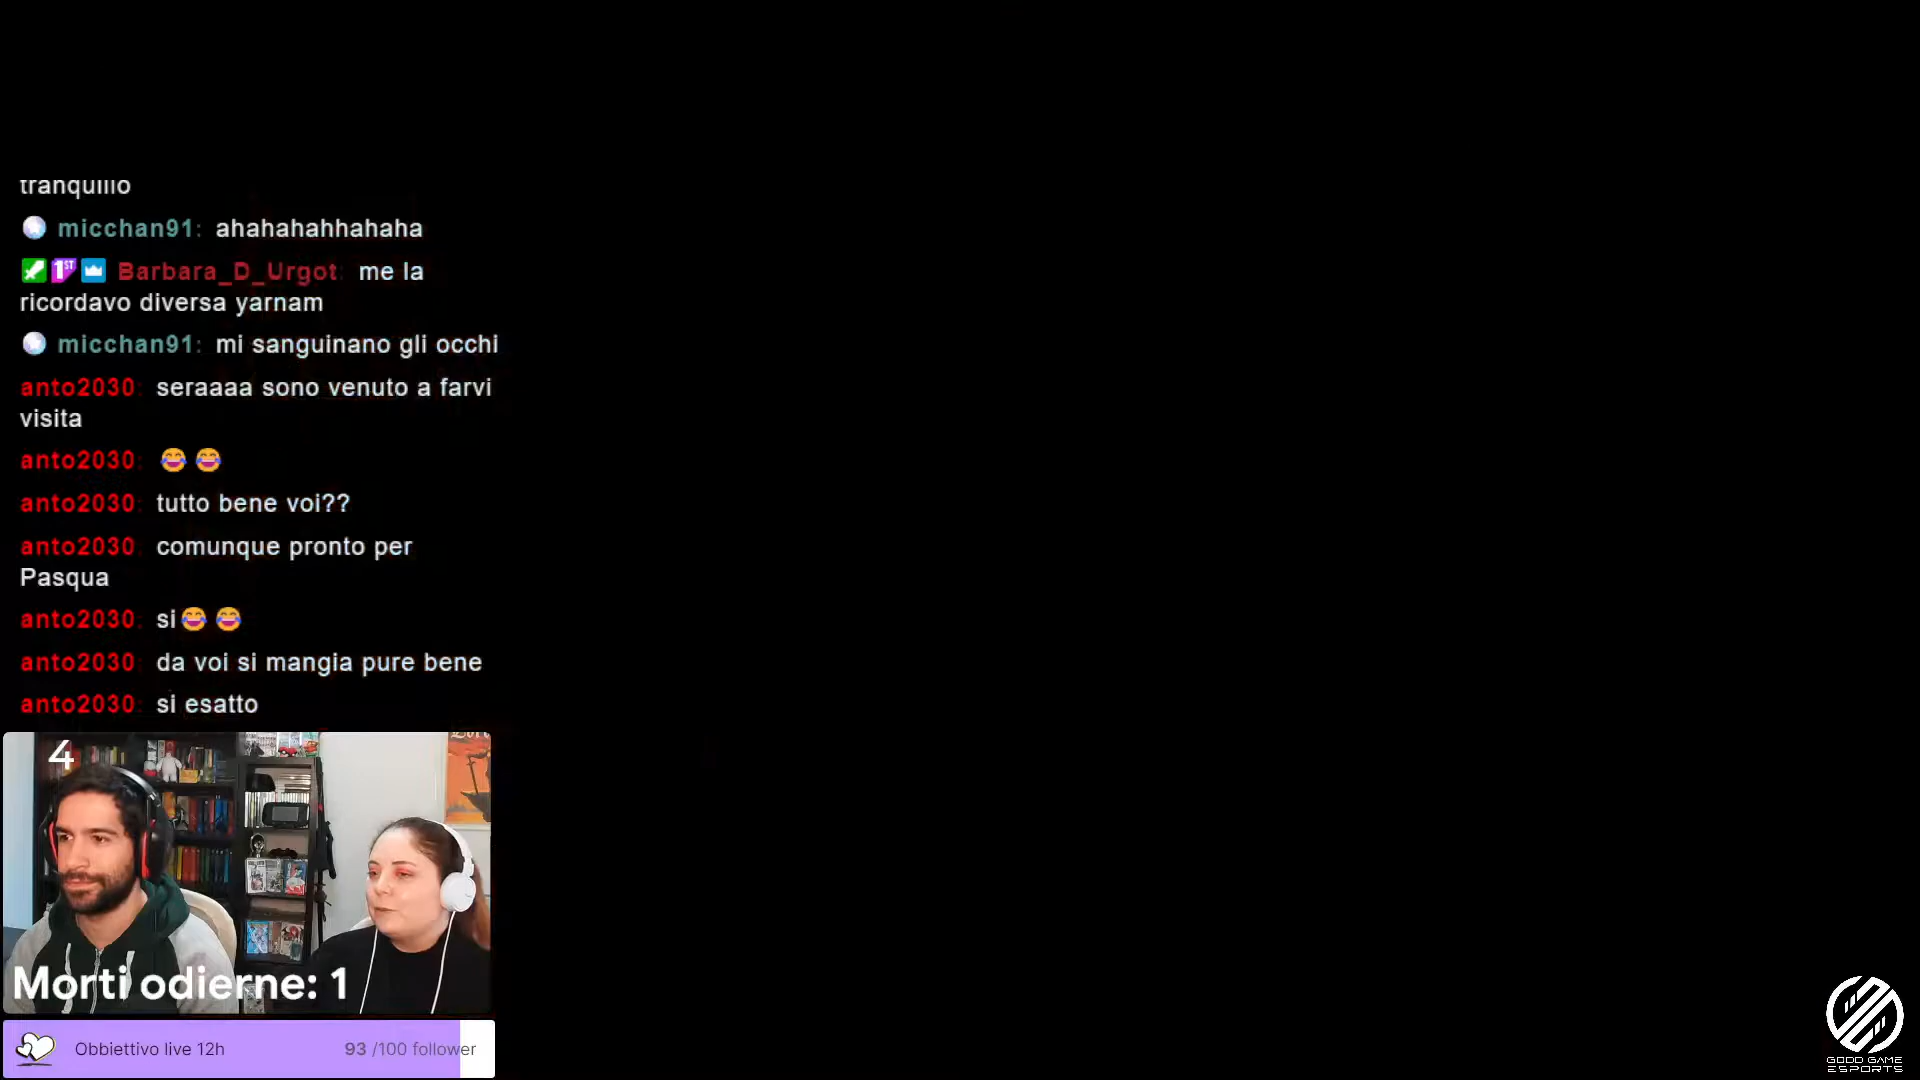 tranquillo
micchan91: ahahahahhahaha
1ST Barbara_D_Urgot: me la
ricordavo diversa yarnam
micchan91: mi sanguinano gli occhi
anto2030: seraaaa sono venuto a farvi
visita
anto2030: 😂 😂
anto2030: tutto bene voi??
anto2030: comunque pronto per
Pasqua
anto2030: si😂 😂
anto2030: da voi si mangia pure bene
anto2030: si esatto
4
Morti odierne: 1
Obbiettivo live 12h 93 /100 follower
GOOD GAME
ESPORTS